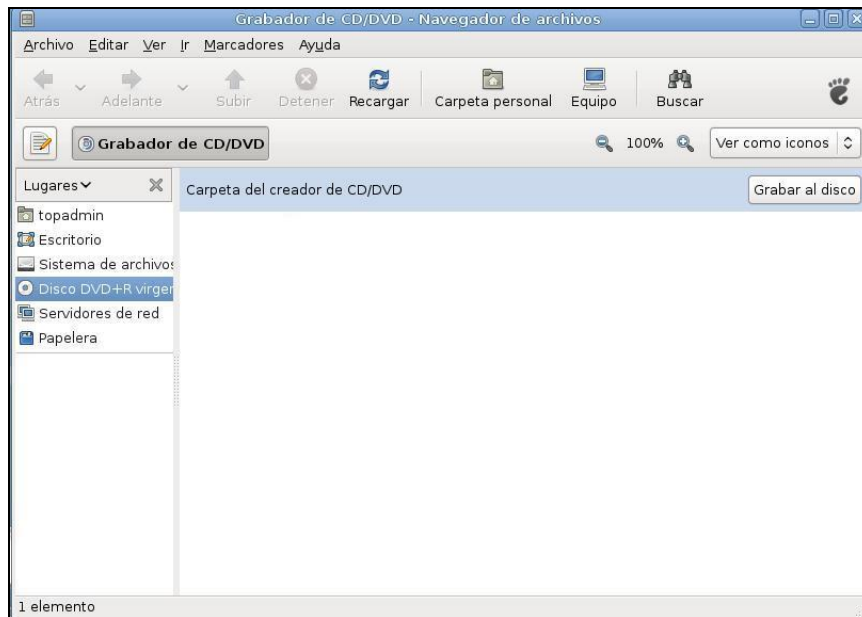 Grabador de CD/DVD - Navegador de archivos
Archivo Editar Ver Ir Marcadores Ayuda
Atrás Adelante Subir Detener Recargar Carpeta personal Equipo Buscar
Grabador de CD/DVD 100% Ver como iconos
Lugares
Carpeta del creador de CD/DVD Grabar al disco
topadmin
Escritorio
Sistema de archivos
Disco DVD+R virgen
Servidores de red
Papelera
1 elemento